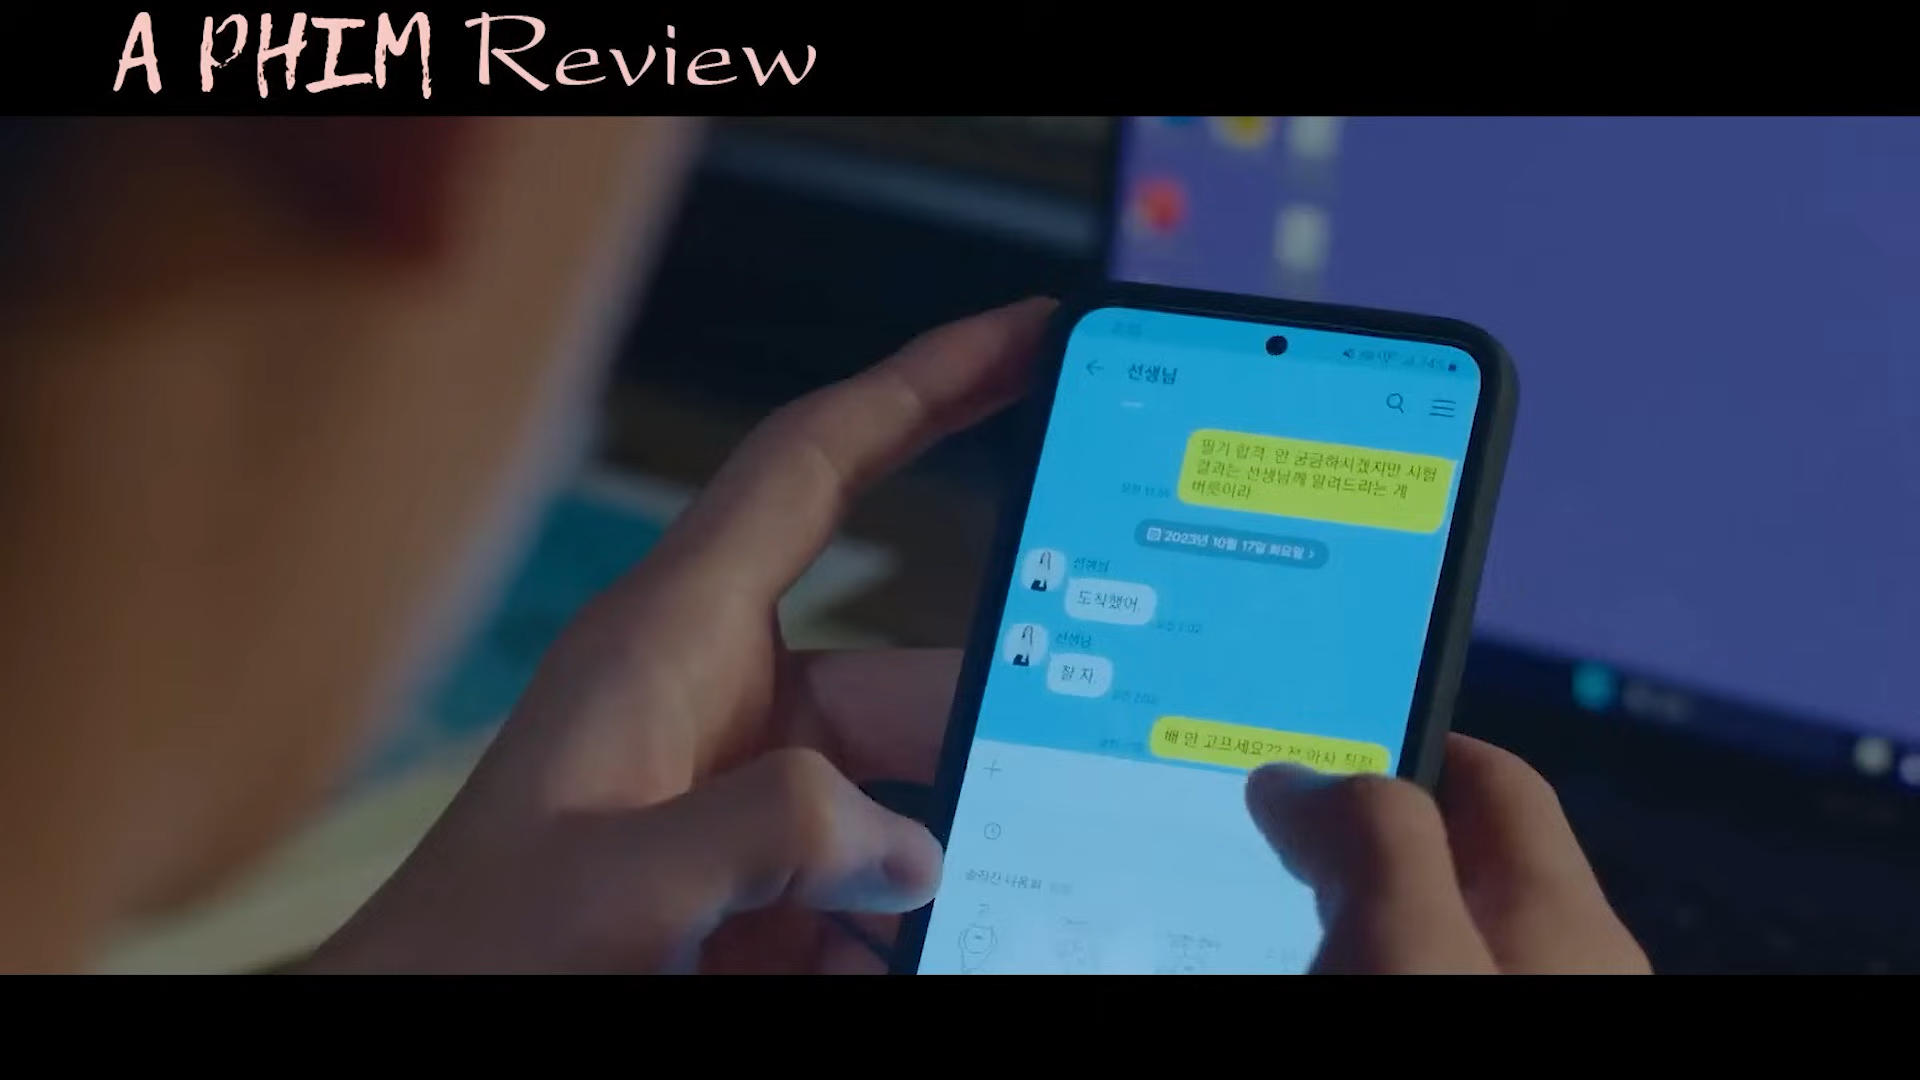 A PHIM Review
선생님
필기 합격. 안 궁금하시겠지만 시험
결과는 선생님께 알려드리는 게
버릇이라
2023년 10월 17일 화요일 >
선생님
도착했어.
선생님
잘 자.
배 안 고프세요??